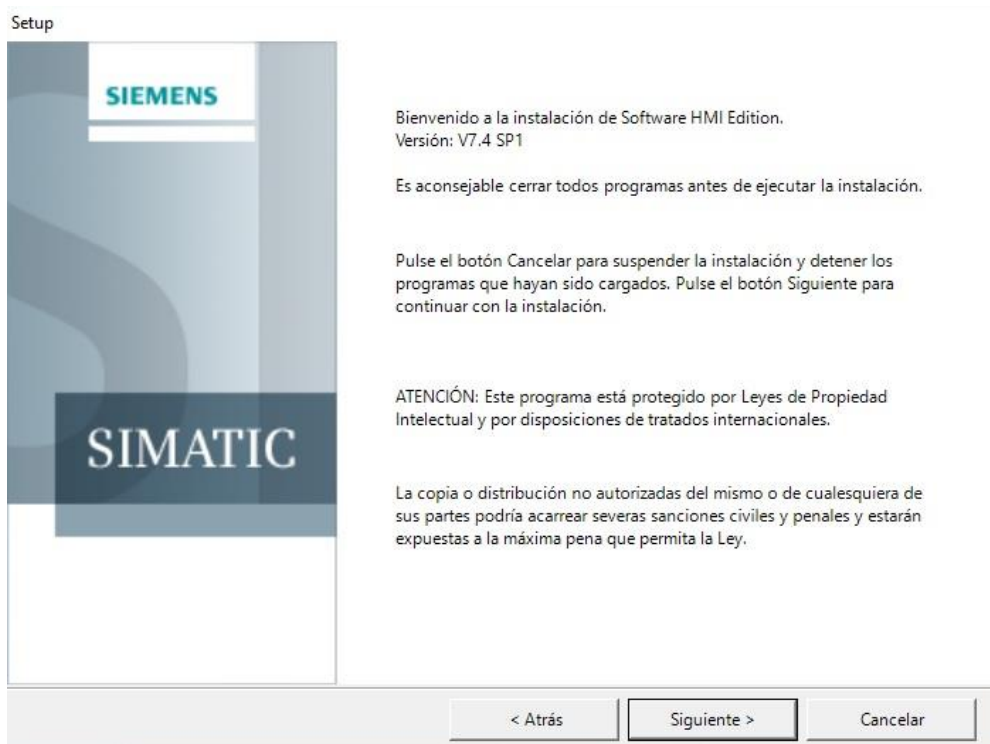 Setup
SIEMENS
SIMATIC
Bienvenido a la instalación de Software HMI Edition.
Versión: V7.4 SP1
Es aconsejable cerrar todos programas antes de ejecutar la instalación.
Pulse el botón Cancelar para suspender la instalación y detener los
programas que hayan sido cargados. Pulse el botón Siguiente para
continuar con la instalación.
ATENCIÓN: Este programa está protegido por Leyes de Propiedad
Intelectual y por disposiciones de tratados internacionales.
La copia o distribución no autorizadas del mismo o de cualesquiera de
sus partes podría acarrear severas sanciones civiles y penales y estarán
expuestas a la máxima pena que permita la Ley.
< Atrás
Siguiente >
Cancelar